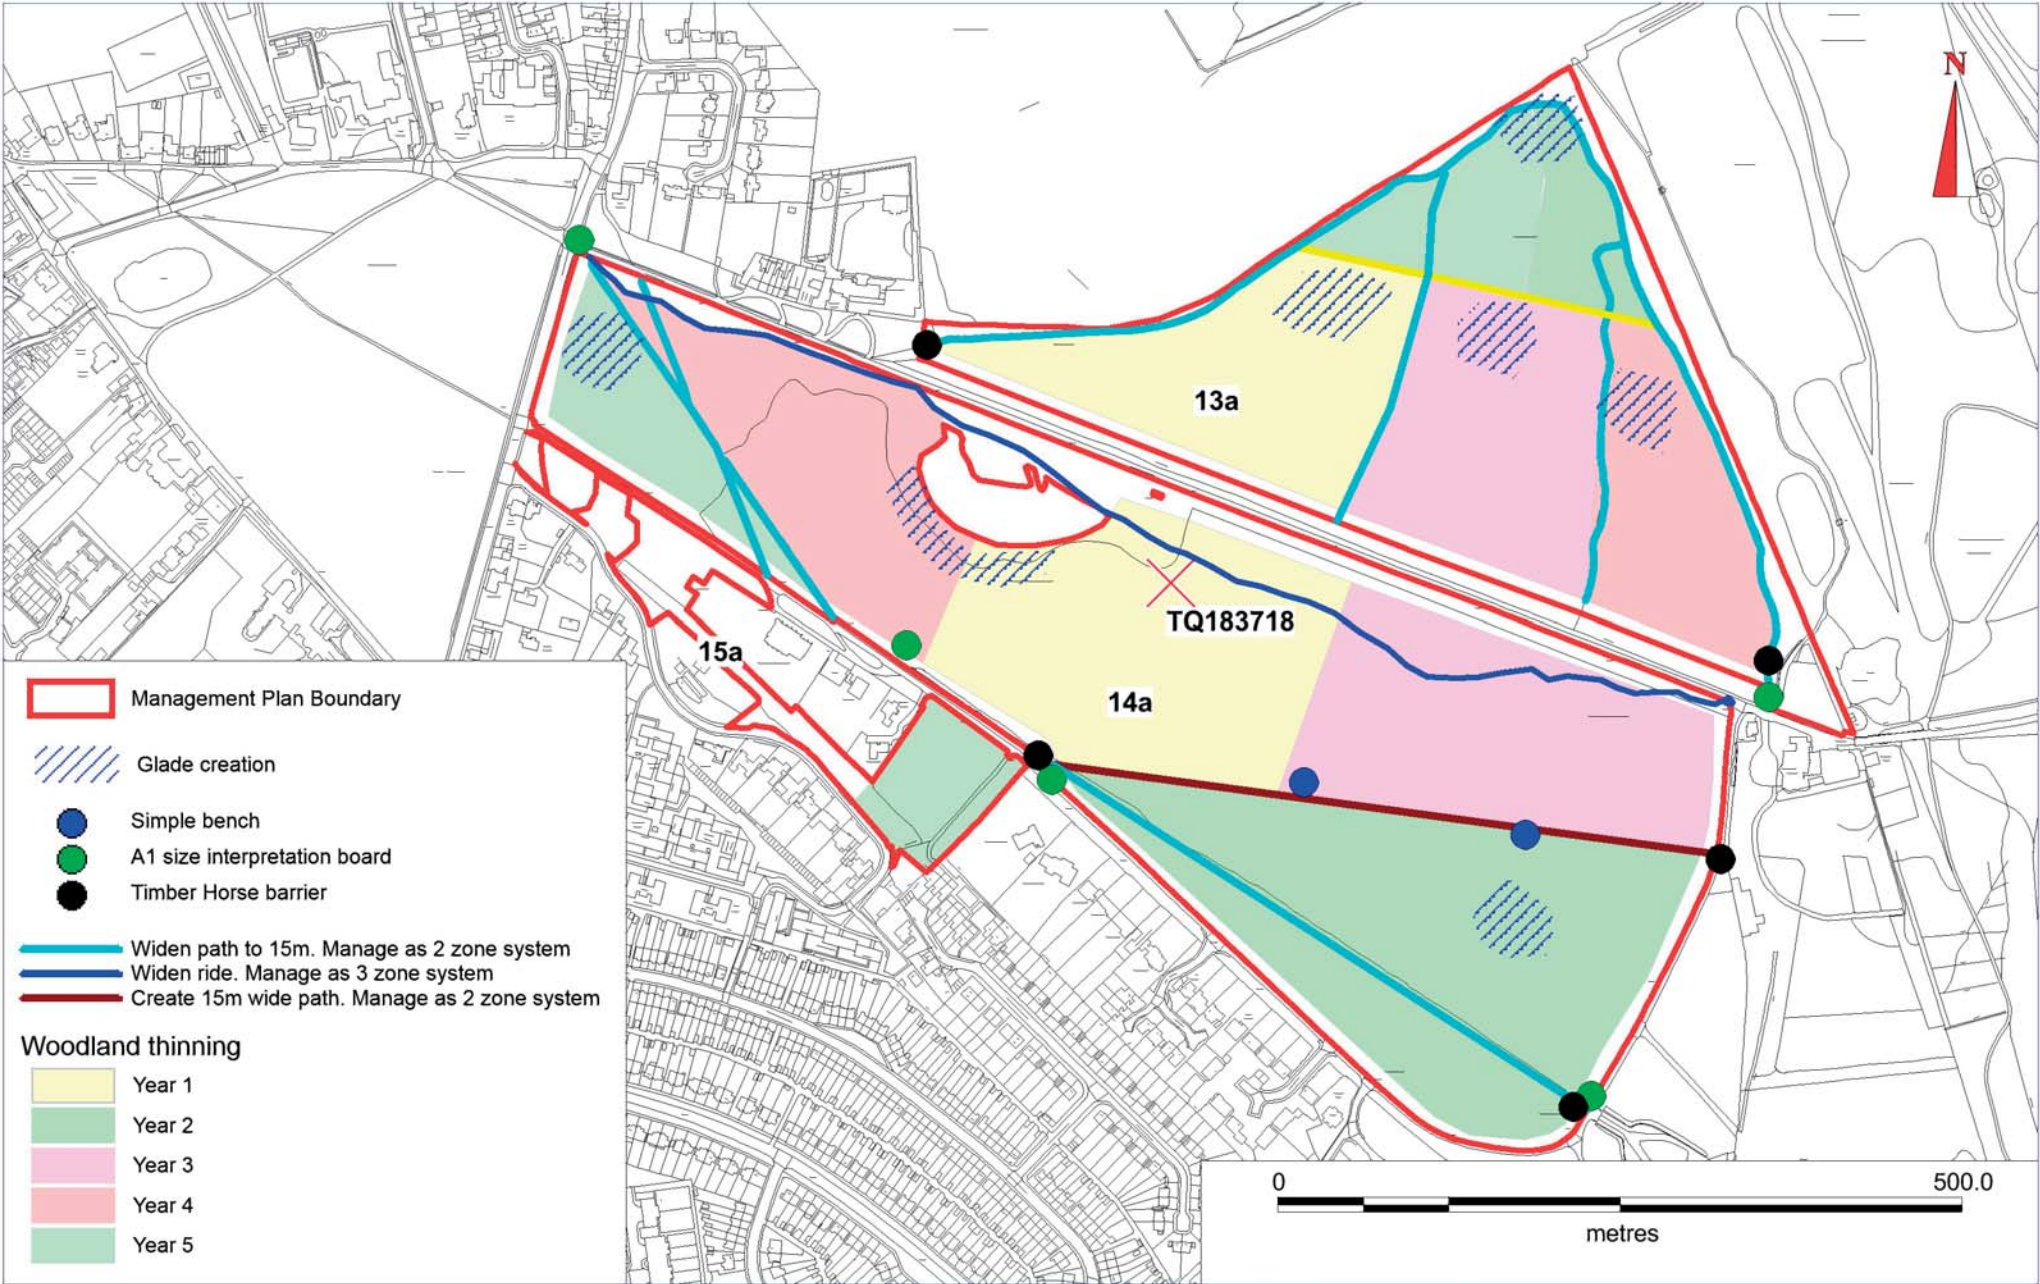 N
13a
TQ183718
15a
14a
Management Plan Boundary
Glade creation
Simple bench
A1 size interpretation board
Timber Horse barrier
Widen path to 15m. Manage as 2 zone system
Widen ride. Manage as 3 zone system
Create 15m wide path. Manage as 2 zone system
Woodland thinning
Year 1
Year 2
Year 3
Year 4
Year 5
0 500.0
metres